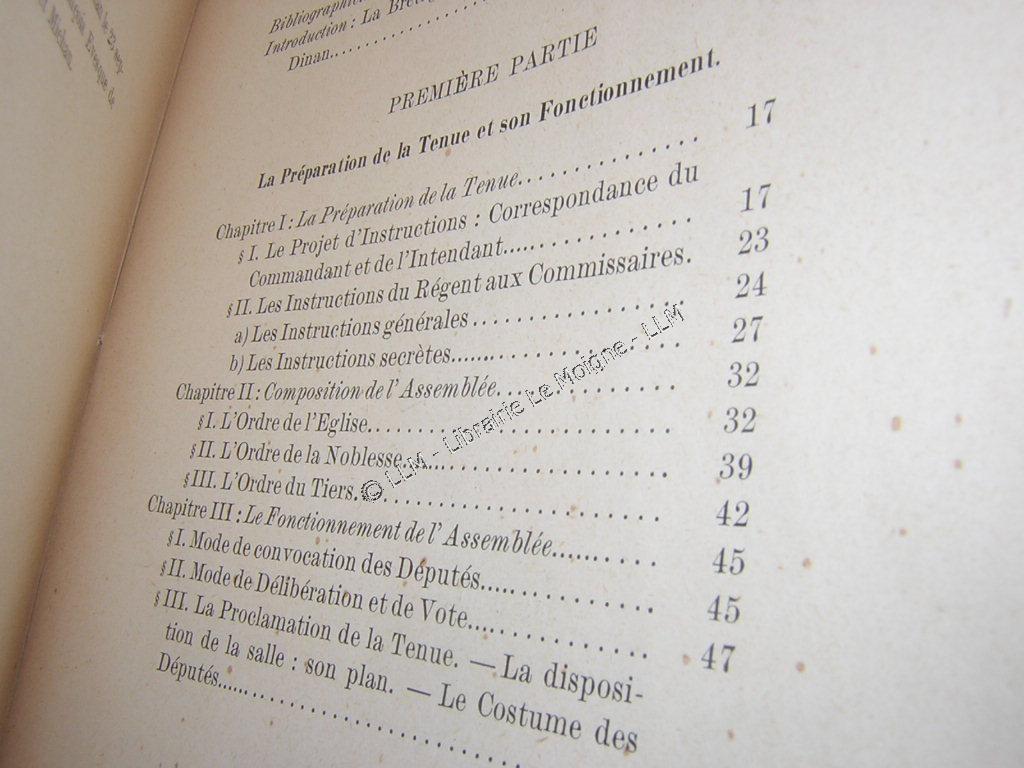 Bibliographie
Introduction : La
Dinan.....
PREMIÈRE PARTIE
La Préparation de la Tenue et son Fonctionnement.
Chapitre I : La Préparation de la Tenue............... 17
§ I. Le Projet d'Instructions : Correspondance du
Commandant et de l'Intendant............... 17
§ II. Les Instructions du Régent aux Commissaires. 23
a) Les Instructions générales............... 24
b) Les Instructions secrètes............... 27
Chapitre II : Composition de l'Assemblée............... 32
§ I. L'Ordre de l'Eglise............... 32
§ II. L'Ordre de la Noblesse............... 39
§ III. L'Ordre du Tiers............... 42
Chapitre III : Le Fonctionnement de l'Assemblée............... 45
§ I. Mode de convocation des Députés............... 45
§ II. Mode de Délibération et de Vote............... 47
§ III. La Proclamation de la Tenue. — La disposi-
tion de la salle : son plan. — Le Costume des
Députés...............
© LLM - Librairie Le Moigne - LLM